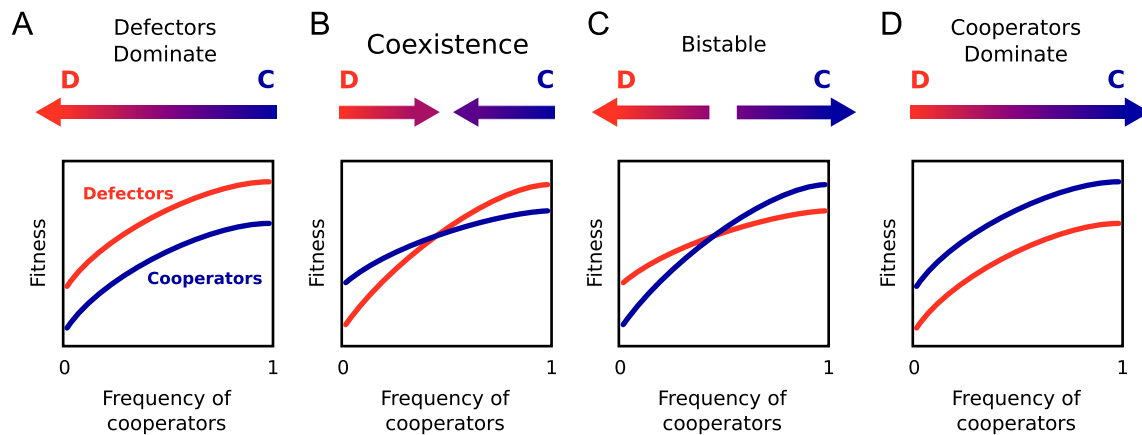 A
Defectors
Dominate
D C
Defectors
Cooperators
Fitness
0 1
Frequency of
cooperators
B
Coexistence
D C
Fitness
0 1
Frequency of
cooperators
C
Bistable
D C
Fitness
0 1
Frequency of
cooperators
D
Cooperators
Dominate
D C
Fitness
0 1
Frequency of
cooperators